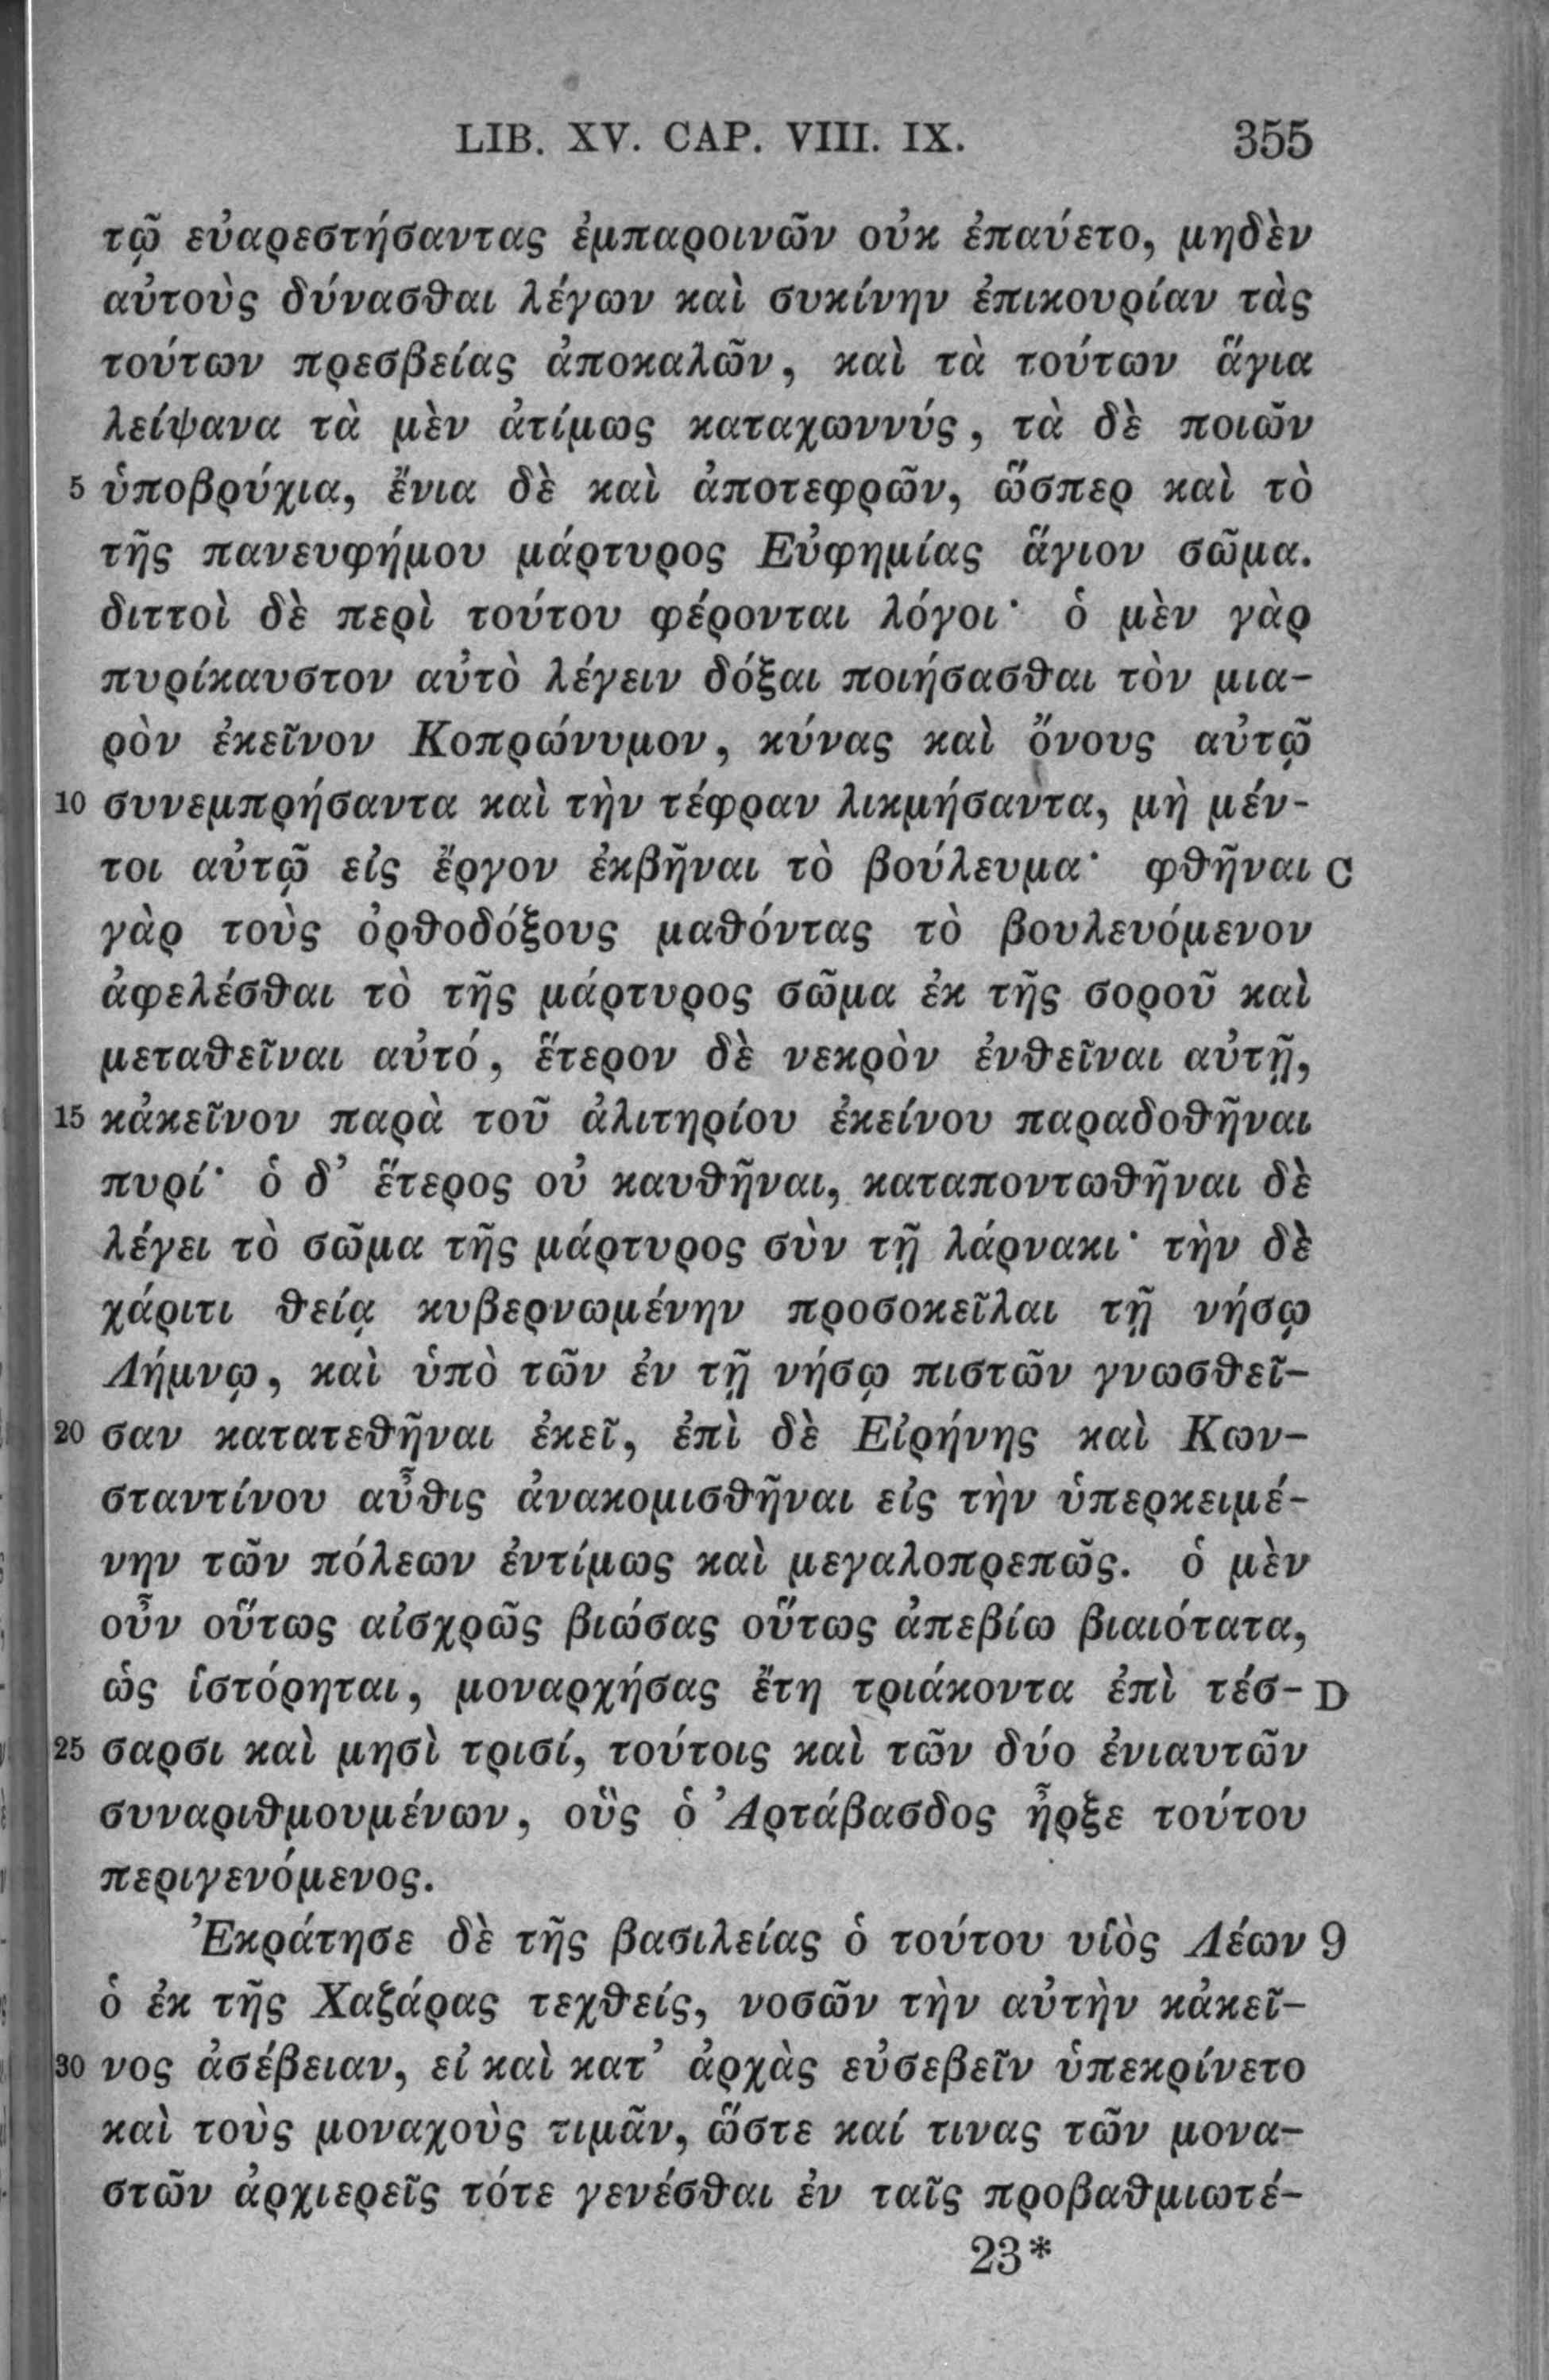 LIB. XV. CAP. VIII. IX. 355
τῷ εὐαρεστήσαντας ἐμπαροινῶν οὐκ ἐπαύετο, μηδὲν
αὐτοὺς δύνασθαι λέγων καὶ συκίνην ἐπικουρίαν τὰς
τούτων πρεσβείας ἀποκαλῶν, καὶ τὰ τούτων ἅγια
λείψανα τὰ μὲν ἀτίμως καταχωννύς, τὰ δὲ ποιῶν
5 ὑποβρύχια, ἔνια δὲ καὶ ἀποτεφρῶν, ὥσπερ καὶ τὸ
τῆς πανευφήμου μάρτυρος Εὐφημίας ἅγιον σῶμα.
διττοὶ δὲ περὶ τούτου φέρονται λόγοι· ὁ μὲν γὰρ
πυρίκαυστον αὐτὸ λέγειν δόξαι ποιήσασθαι τὸν μια-
ρὸν ἐκεῖνον Κοπρώνυμον, κύνας καὶ ὄνους αὐτῷ
10 συνεμπρήσαντα καὶ τὴν τέφραν λικμήσαντα, μὴ μέν-
τοι αὐτῷ εἰς ἔργον ἐκβῆναι τὸ βούλευμα· φθῆναι C
γὰρ τοὺς ὀρθοδόξους μαθόντας τὸ βουλευόμενον
ἀφελέσθαι τὸ τῆς μάρτυρος σῶμα ἐκ τῆς σοροῦ καὶ
μεταθεῖναι αὐτό, ἕτερον δὲ νεκρὸν ἐνθεῖναι αὐτῇ,
15 κἀκεῖνον παρὰ τοῦ ἀλιτηρίου ἐκείνου παραδοθῆναι
πυρί· ὁ δ’ ἕτερος οὐ καυθῆναι, καταποντωθῆναι δὲ
λέγει τὸ σῶμα τῆς μάρτυρος σὺν τῇ λάρνακι· τὴν δὲ
χάριτι θείᾳ κυβερνωμένην προσοκεῖλαι τῇ νήσῳ
Λήμνῳ, καὶ ὑπὸ τῶν ἐν τῇ νήσῳ πιστῶν γνωσθεῖ-
20 σαν κατατεθῆναι ἐκεῖ, ἐπὶ δὲ Εἰρήνης καὶ Κων-
σταντίνου αὖθις ἀνακομισθῆναι εἰς τὴν ὑπερκειμέ-
νην τῶν πόλεων ἐντίμως καὶ μεγαλοπρεπῶς. ὁ μὲν
οὖν οὕτως αἰσχρῶς βιώσας οὕτως ἀπεβίω βιαιότατα,
ὡς ἱστόρηται, μοναρχήσας ἔτη τριάκοντα ἐπὶ τέσ- D
25 σαρσι καὶ μησὶ τρισί, τούτοις καὶ τῶν δύο ἐνιαυτῶν
συναριθμουμένων, οὓς ὁ Ἀρτάβασδος ἦρξε τούτου
περιγενόμενος.
Ἐκράτησε δὲ τῆς βασιλείας ὁ τούτου υἱὸς Λέων 9
ὁ ἐκ τῆς Χαζάρας τεχθείς, νοσῶν τὴν αὐτὴν κἀκεῖ-
30 νος ἀσέβειαν, εἰ καὶ κατ’ ἀρχὰς εὐσεβεῖν ὑπεκρίνετο
καὶ τοὺς μοναχοὺς τιμᾶν, ὥστε καί τινας τῶν μονα-
στῶν ἀρχιερεῖς τότε γενέσθαι ἐν ταῖς προβαθμιωτέ-
23*